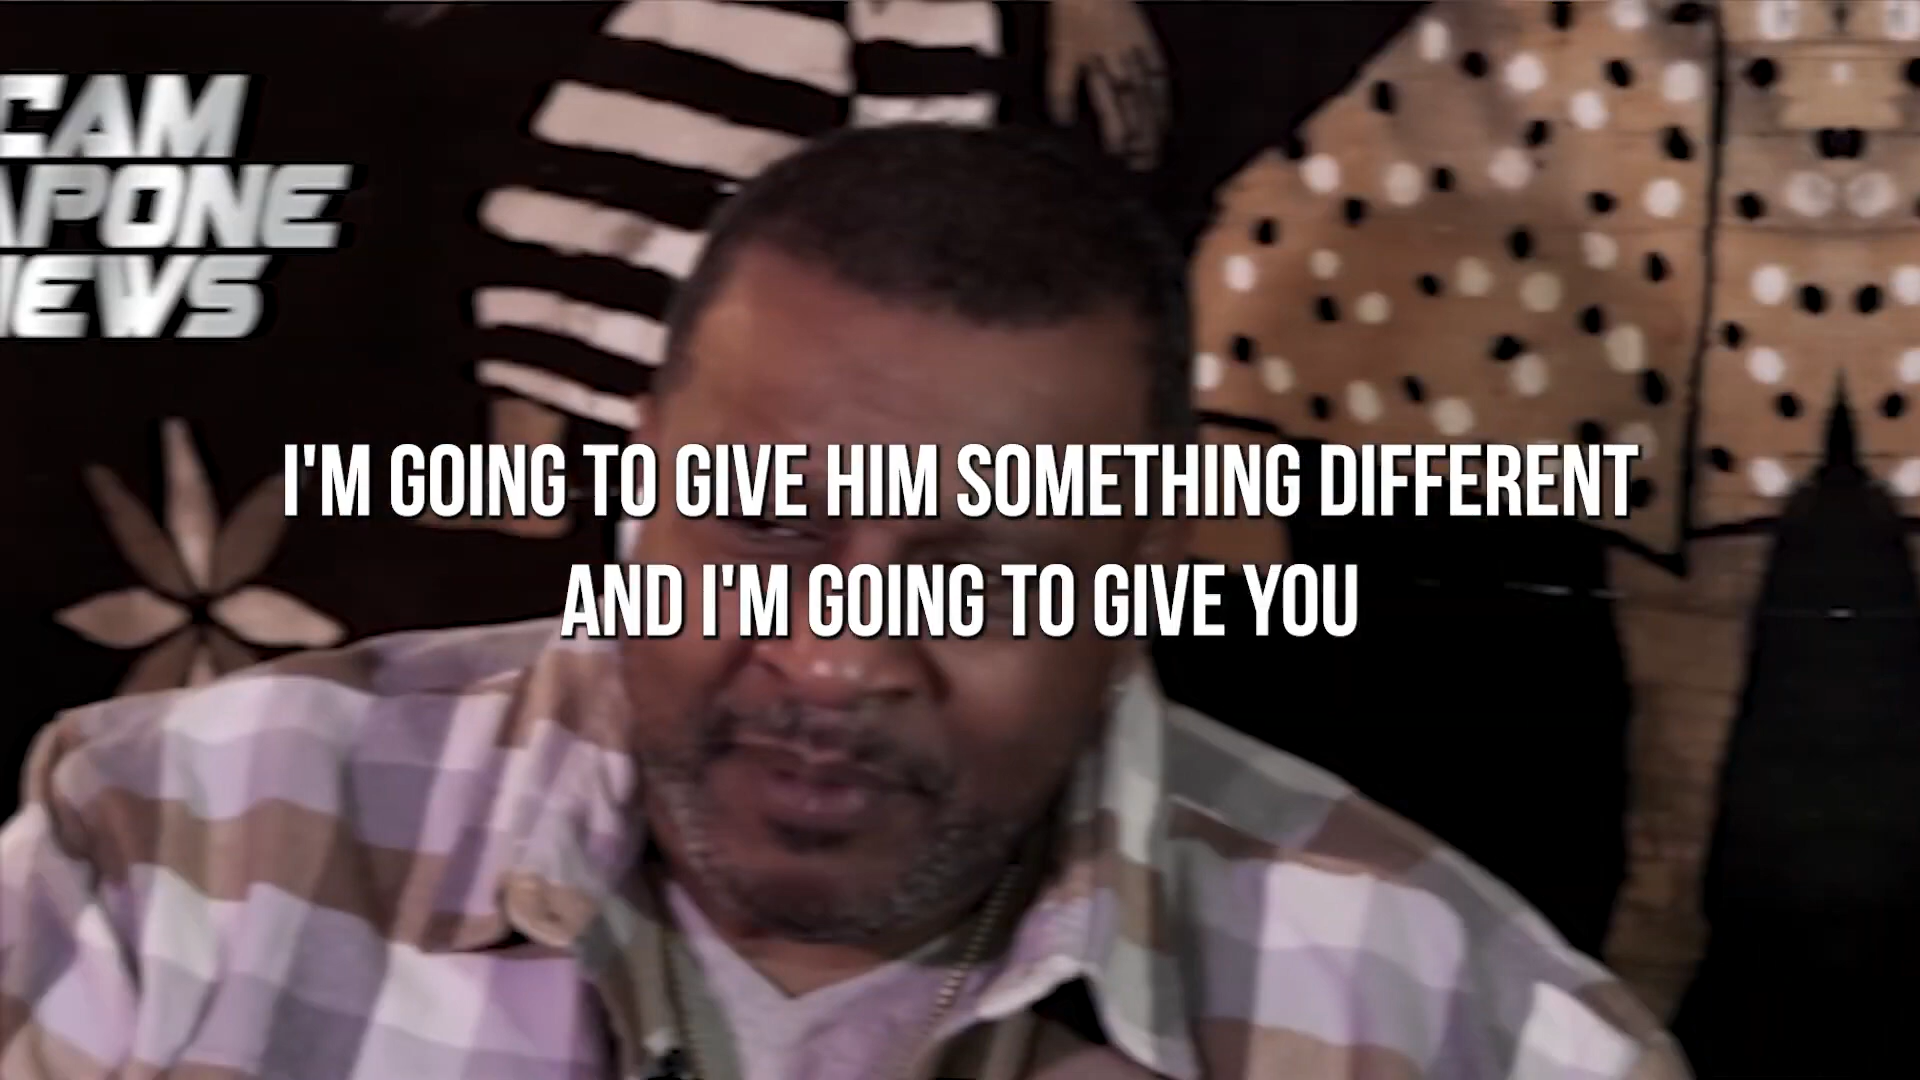 CAM
APONE
EWS
I'M GOING TO GIVE HIM SOMETHING DIFFERENT
AND I'M GOING TO GIVE YOU